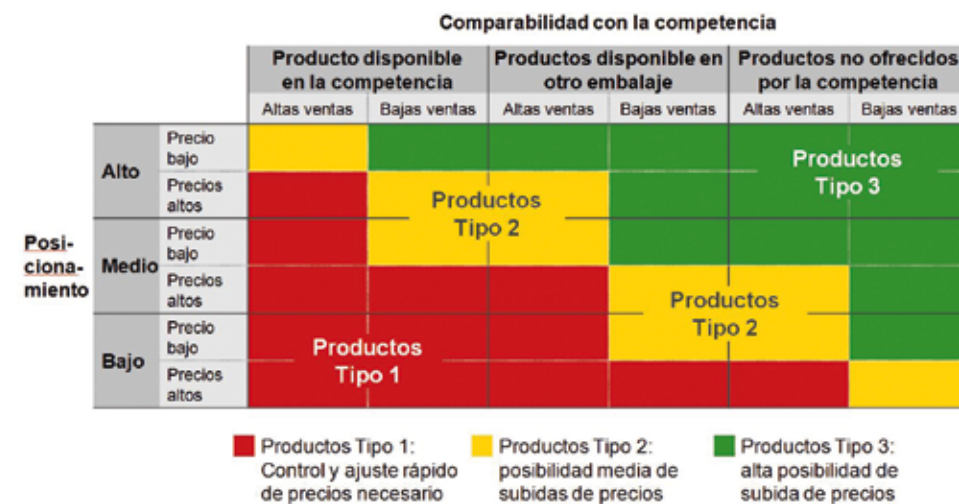 Comparabilidad con la competencia
Producto disponible en la competencia
Productos disponible en otro embalaje
Productos no ofrecidos por la competencia
Altas ventas
Bajas ventas
Altas ventas
Bajas ventas
Altas ventas
Bajas ventas
Posi-
ciona-
miento
Alto
Precio
bajo
Precios
altos
Medio
Precio
bajo
Precios
altos
Bajo
Precio
bajo
Precios
altos
Productos
Tipo 3
Productos
Tipo 2
Productos
Tipo 2
Productos
Tipo 1
Productos Tipo 1:
Control y ajuste rápido
de precios necesario
Productos Tipo 2:
posibilidad media de
subidas de precios
Productos Tipo 3:
alta posibilidad de
subida de precios